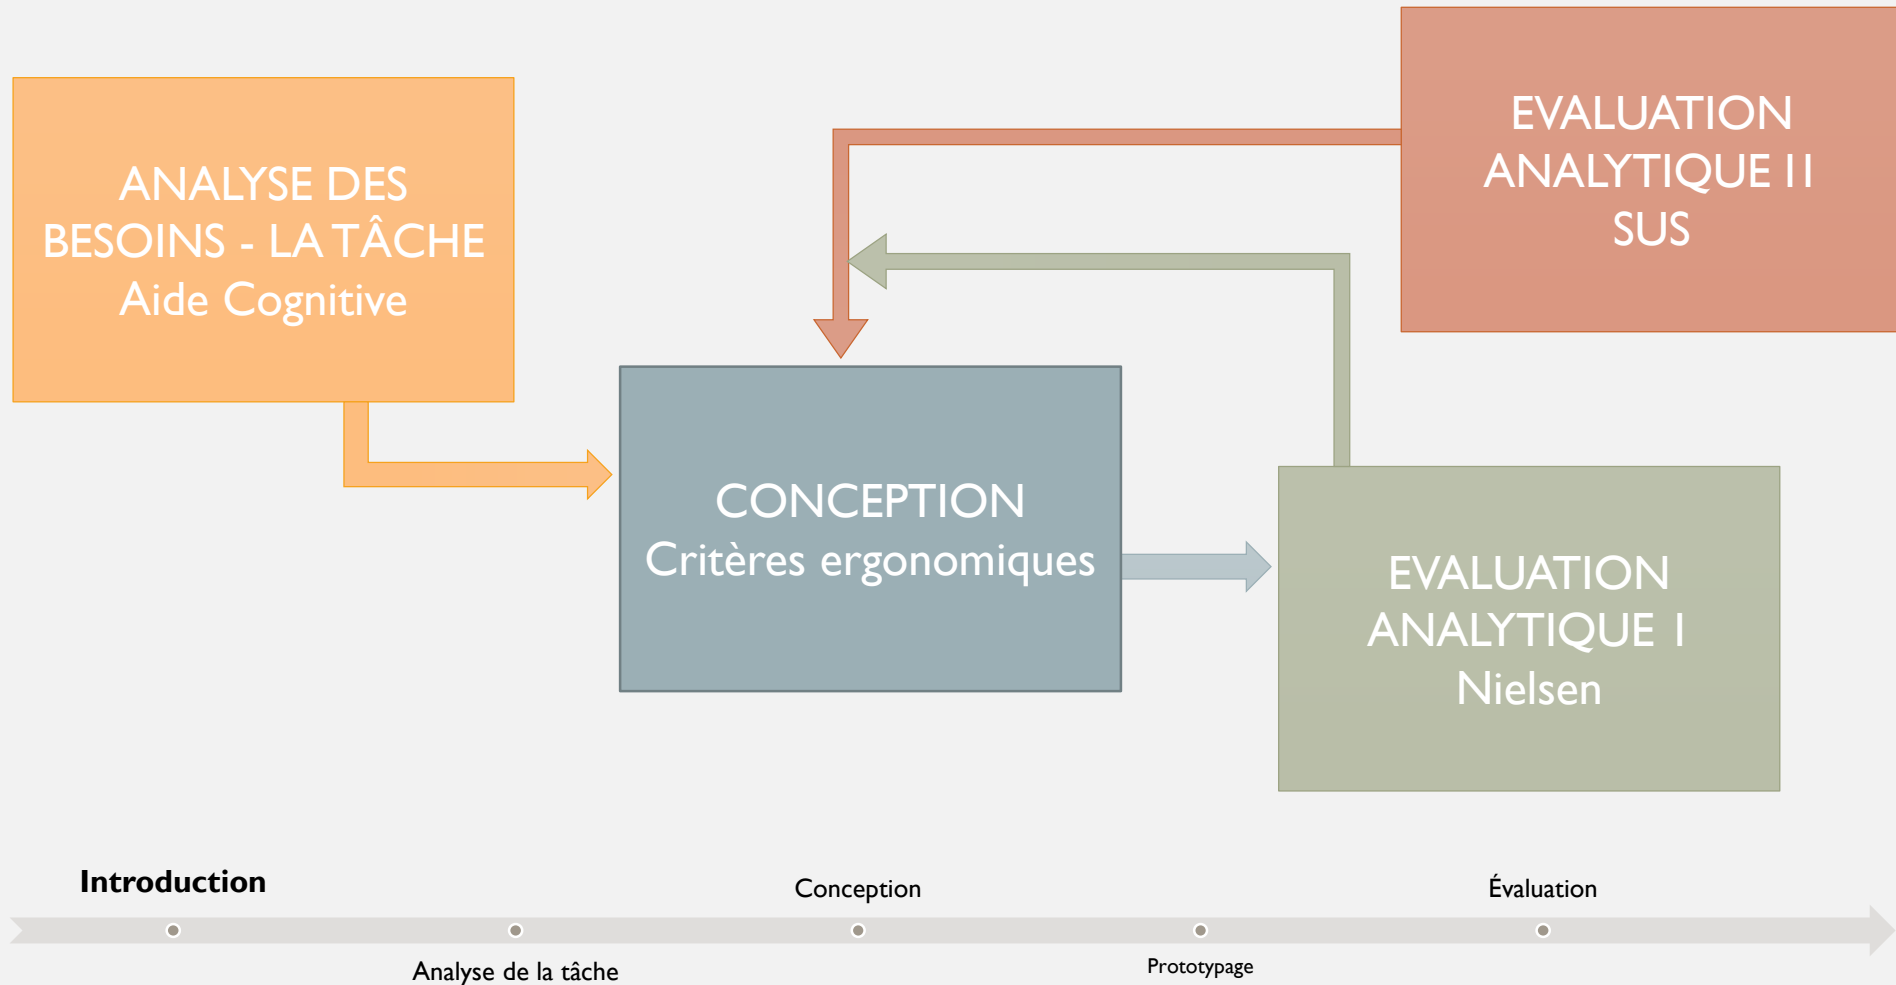 ANALYSE DES
BESOINS - LA TÂCHE
Aide Cognitive
EVALUATION
ANALYTIQUE II
SUS
CONCEPTION
Critères ergonomiques
EVALUATION
ANALYTIQUE I
Nielsen
Introduction
Analyse de la tâche
Conception
Prototypage
Évaluation